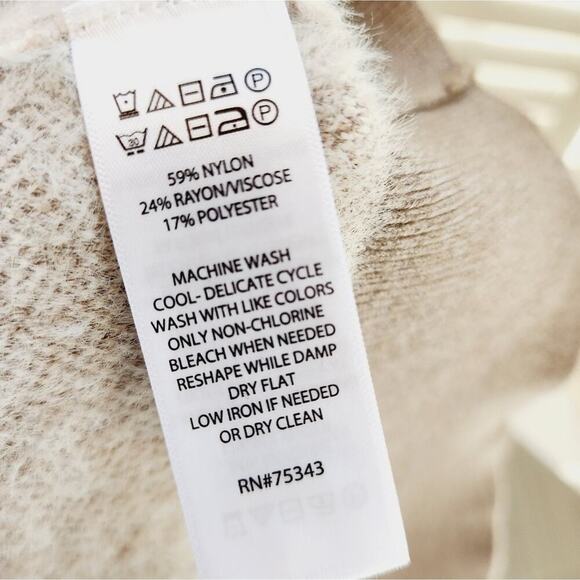 P
30 P
59% NYLON
24% RAYON/VISCOSE
17% POLYESTER
MACHINE WASH
COOL- DELICATE CYCLE
WASH WITH LIKE COLORS
ONLY NON-CHLORINE
BLEACH WHEN NEEDED
RESHAPE WHILE DAMP
DRY FLAT
LOW IRON IF NEEDED
OR DRY CLEAN
RN#75343